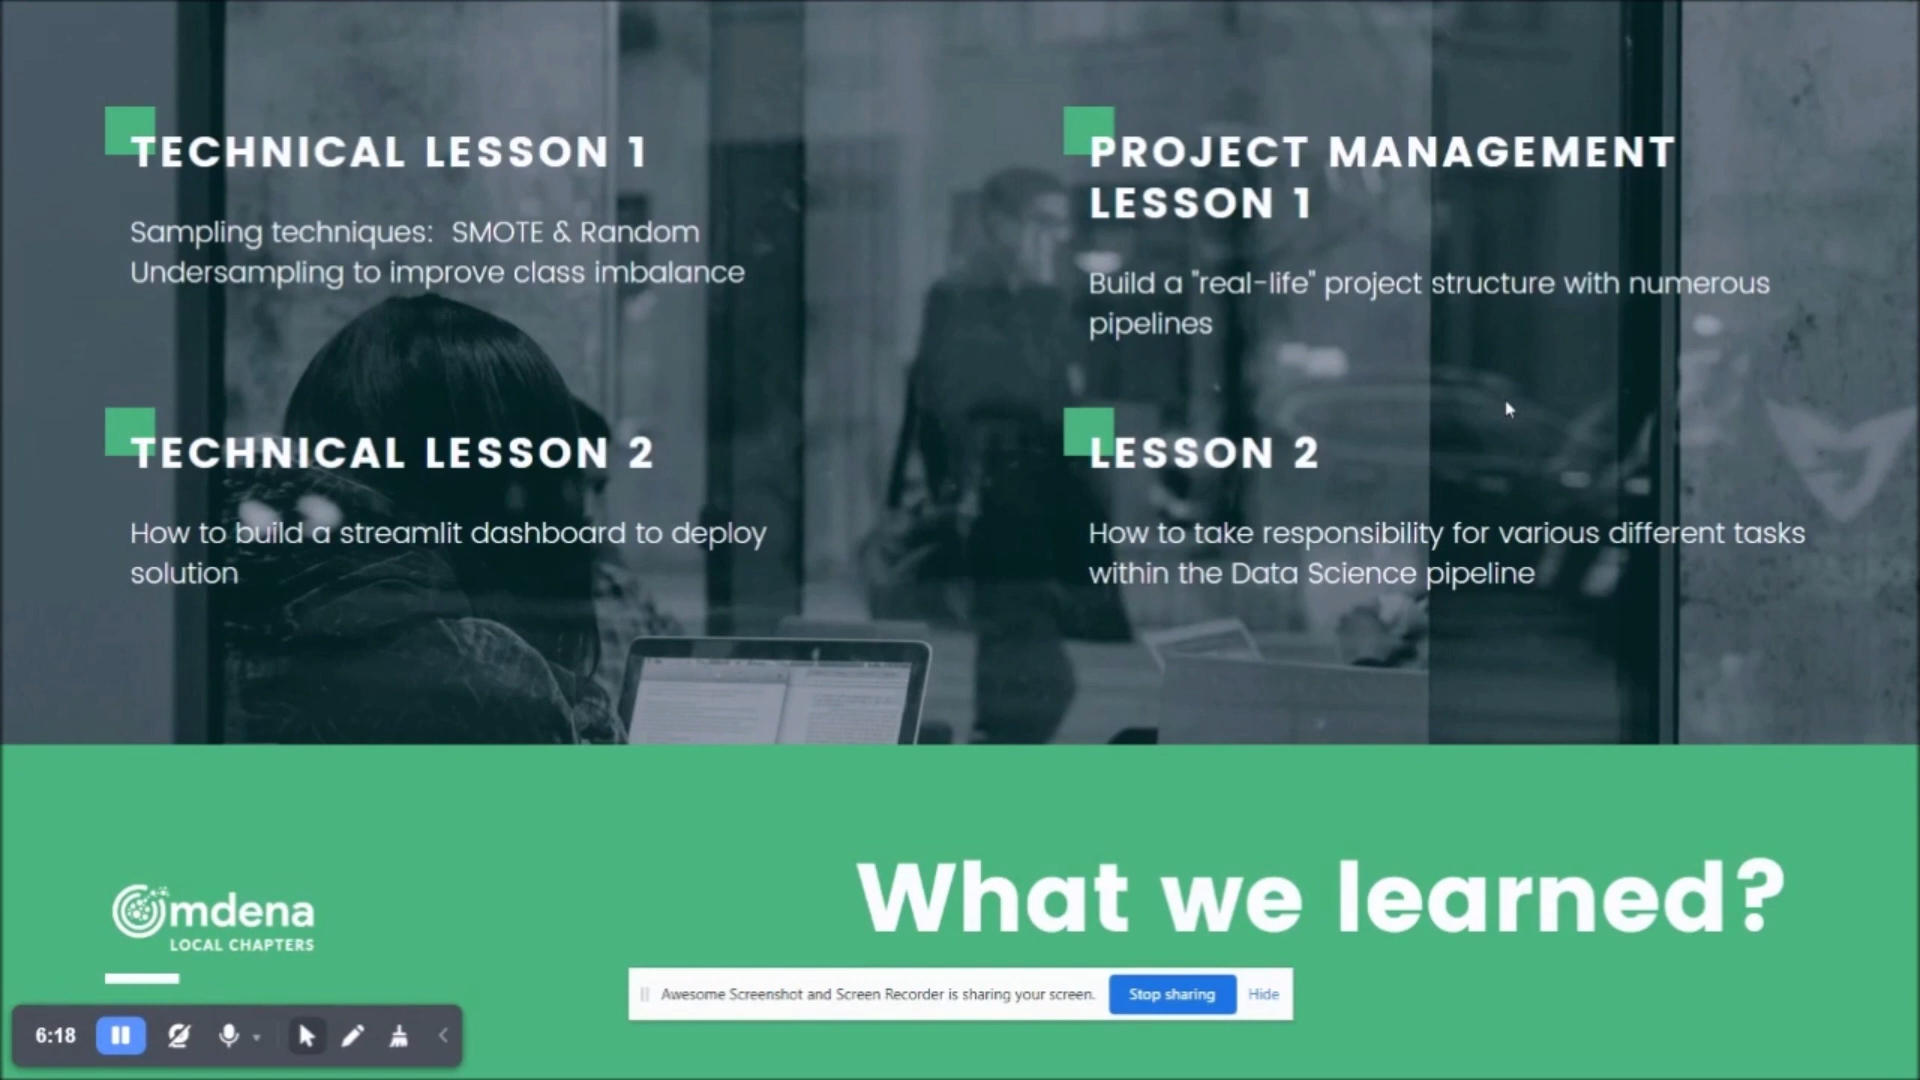 TECHNICAL LESSON 1
Sampling techniques: SMOTE & Random
Undersampling to improve class imbalance
PROJECT MANAGEMENT
LESSON 1
Build a "real-life" project structure with numerous
pipelines
TECHNICAL LESSON 2
How to build a streamlit dashboard to deploy
solution
LESSON 2
How to take responsibility for various different tasks
within the Data Science pipeline
What we learned?
Omdena
LOCAL CHAPTERS
Awesome Screenshot and Screen Recorder is sharing your screen. Stop sharing Hide
6:18